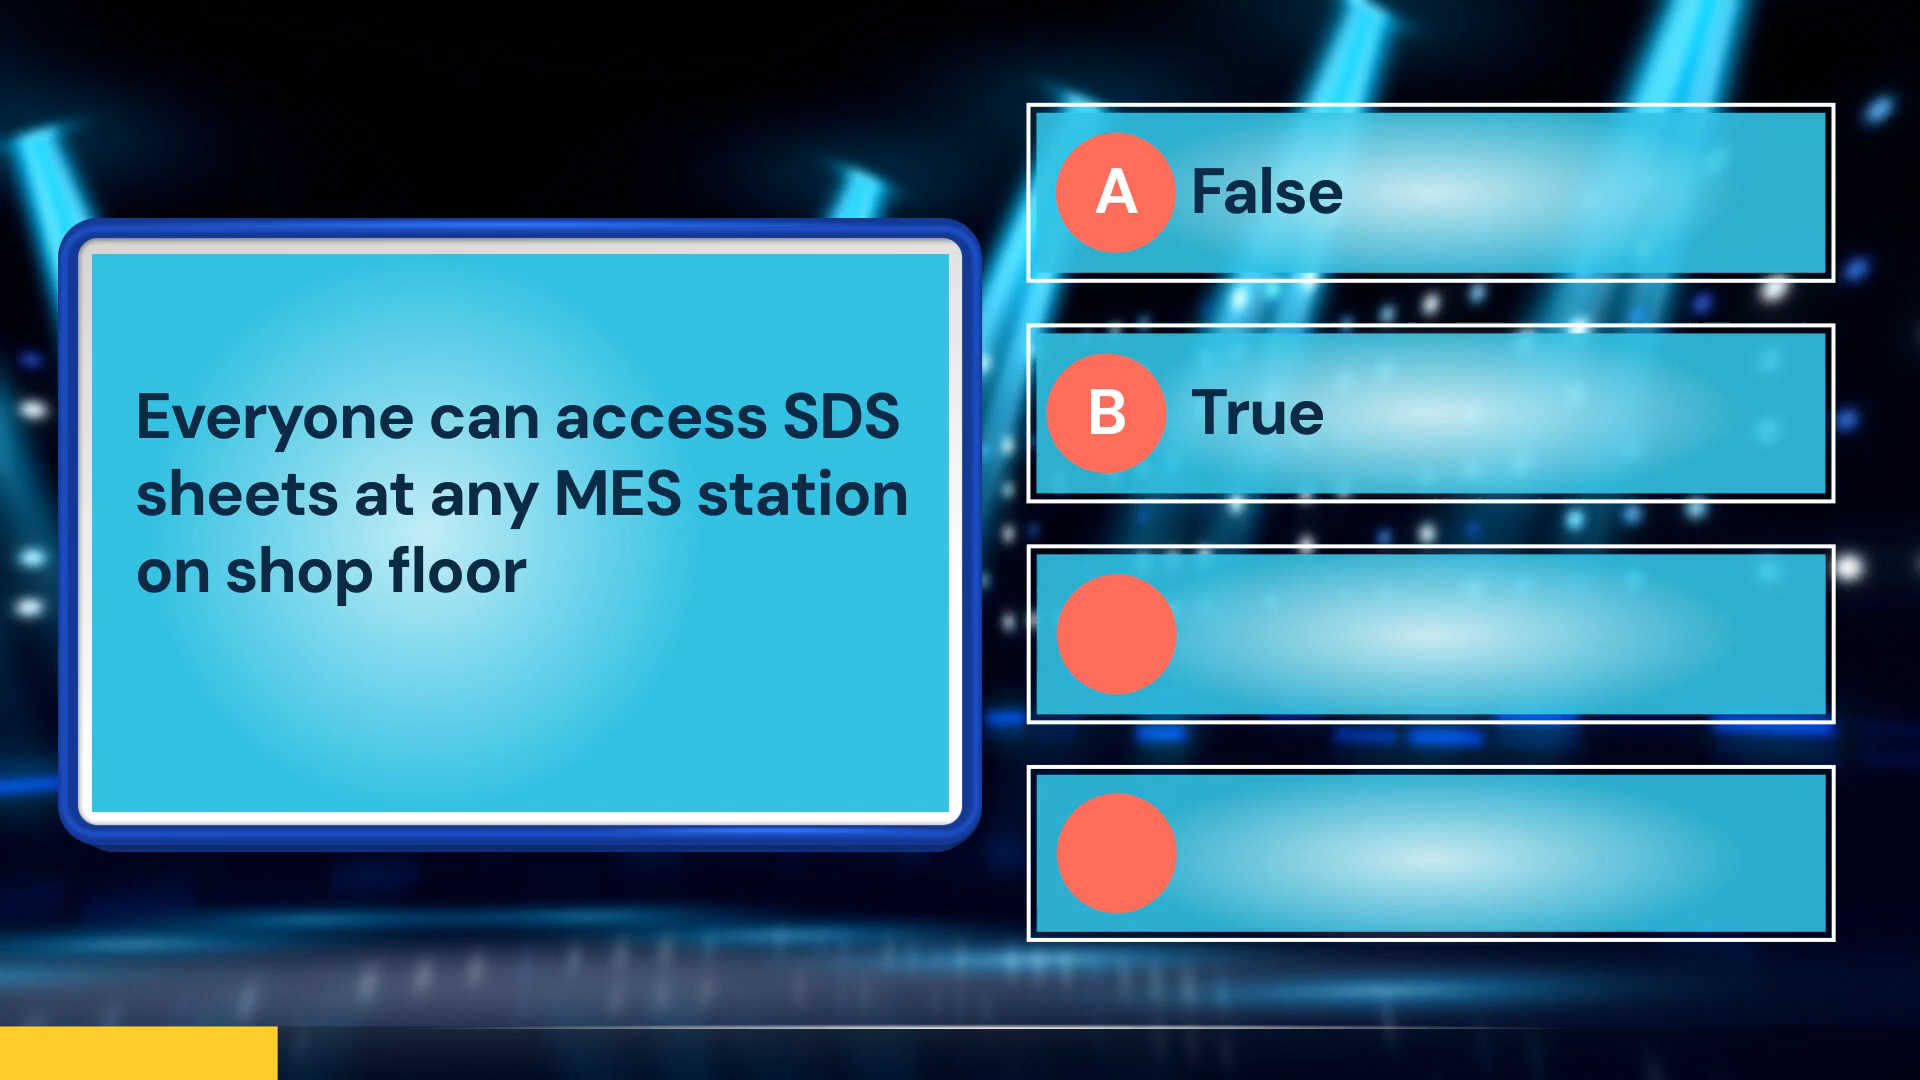 Everyone can access SDS
sheets at any MES station
on shop floor
A False
B True